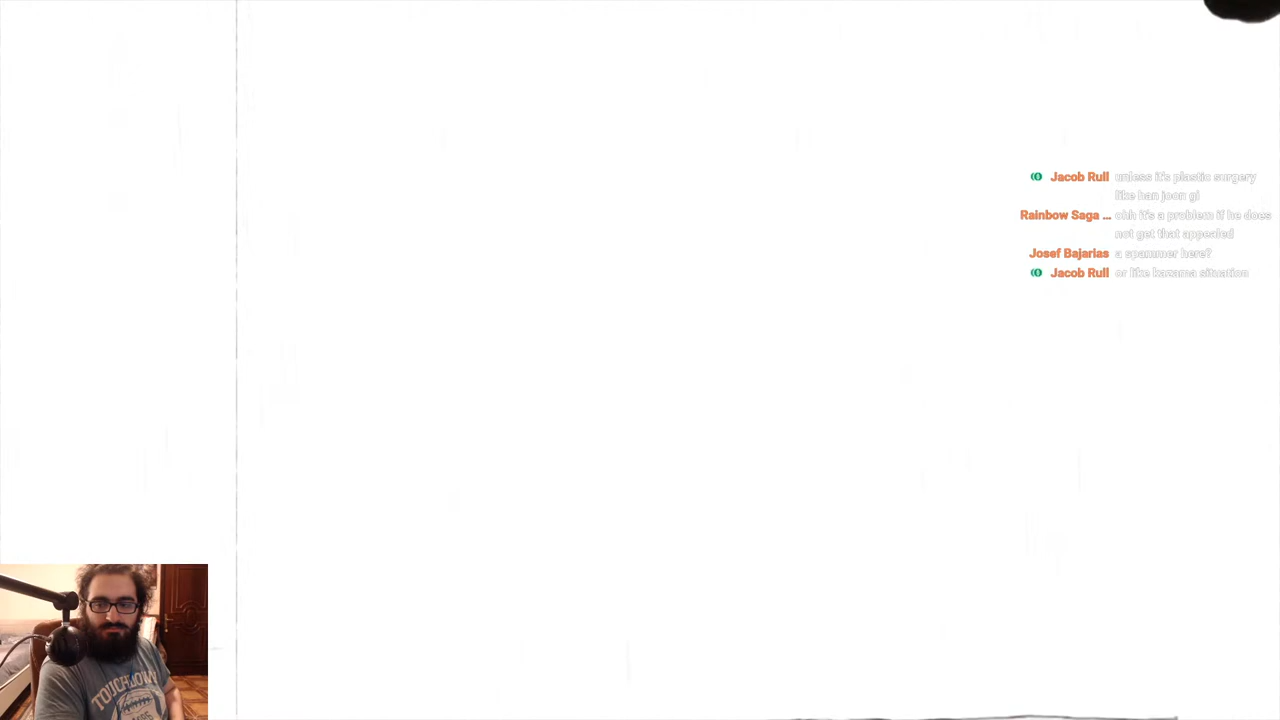 Jacob Rull unless it's plastic surgery
like han joon gi
Rainbow Saga ... ohh it's a problem if he does
not get that appealed
Josef Bajarias a spammer here?
Jacob Rull or like kazama situation
TOUCHDOWN